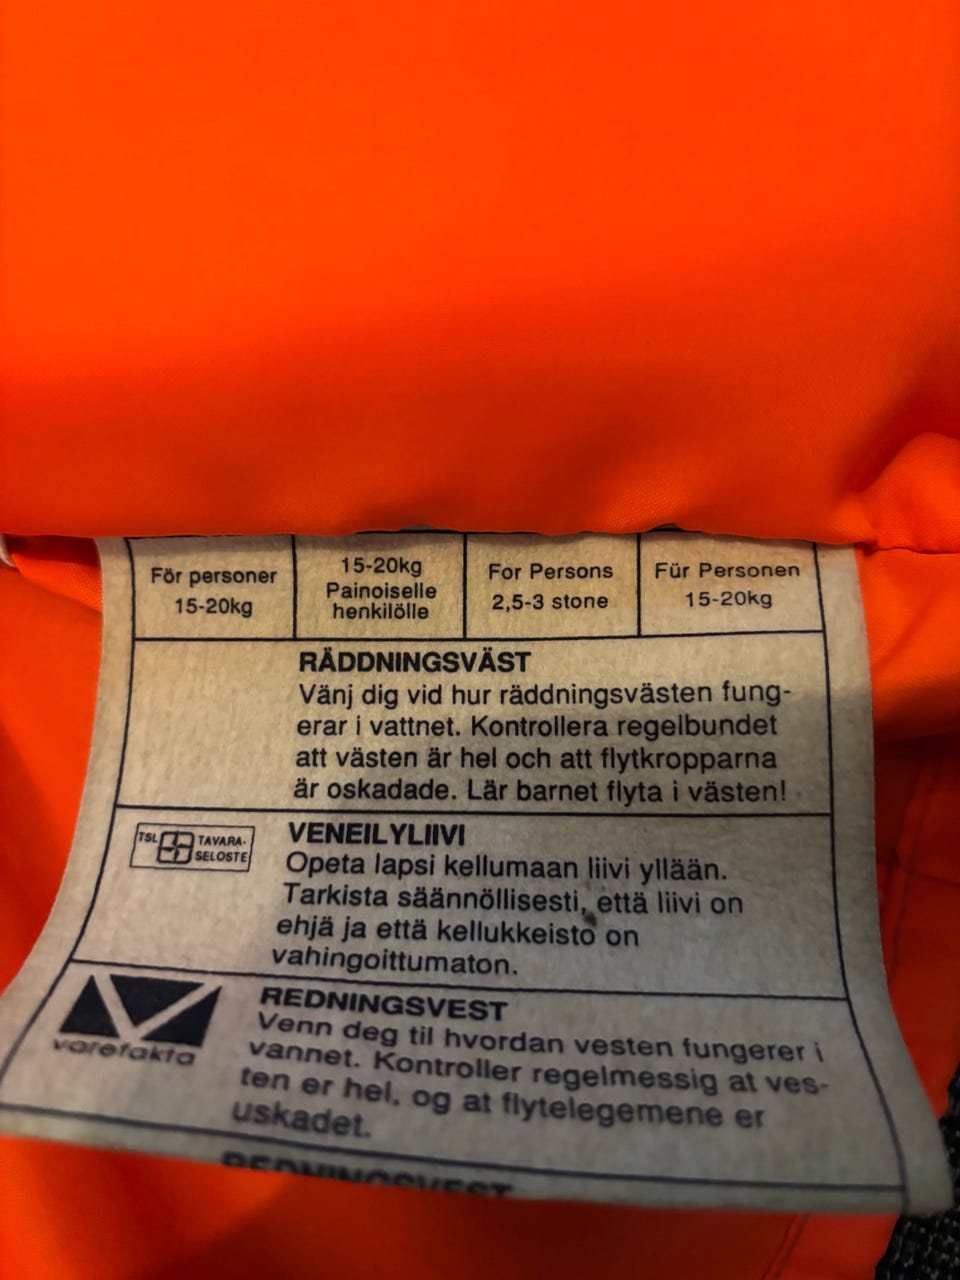 För personer
15-20kg
15-20kg
Painoiselle
henkilölle
For Persons
2,5-3 stone
Für Personen
15-20kg
RÄDDNINGSVÄST
Vänj dig vid hur räddningsvästen fung-
erar i vattnet. Kontrollera regelbundet
att västen är hel och att flytkropparna
är oskadade. Lär barnet flyta i västen!
TSL TAVARA-
SELOSTE
VENEILYLIIVI
Opeta lapsi kellumaan liivi yllään.
Tarkista säännöllisesti, että liivi on
ehjä ja että kellukkeisto on
vahingoittumaton.
varefakta
REDNINGSVEST
Venn deg til hvordan vesten fungerer i
vannet. Kontroller regelmessig at ves-
ten er hel, og at flytelegemene er
uskadet.
REDNINGSVEST